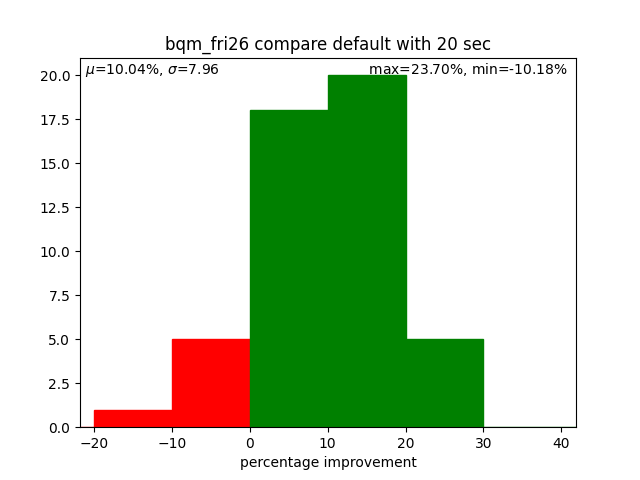 bqm_fri26 compare default with 20 sec
μ=10.04%, σ=7.96
max=23.70%, min=-10.18%
20.0
17.5
15.0
12.5
10.0
7.5
5.0
2.5
0.0
−20 −10 0 10 20 30 40
percentage improvement